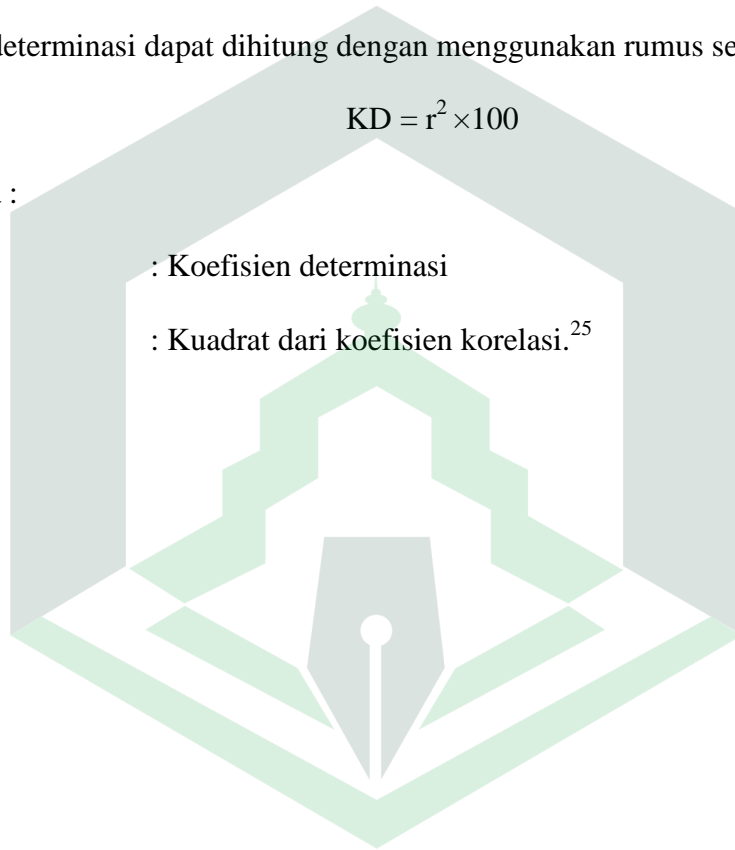 determinasi dapat dihitung dengan menggunakan rumus se
KD = r² ×100
:
: Koefisien determinasi
: Kuadrat dari koefisien korelasi.²⁵